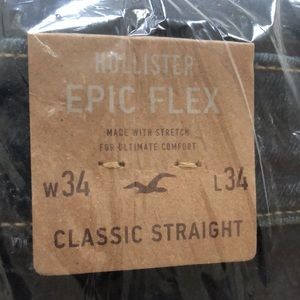 HOLLISTER
EPIC FLEX
MADE WITH STRETCH
FOR ULTIMATE COMFORT
W34 L34
CLASSIC STRAIGHT